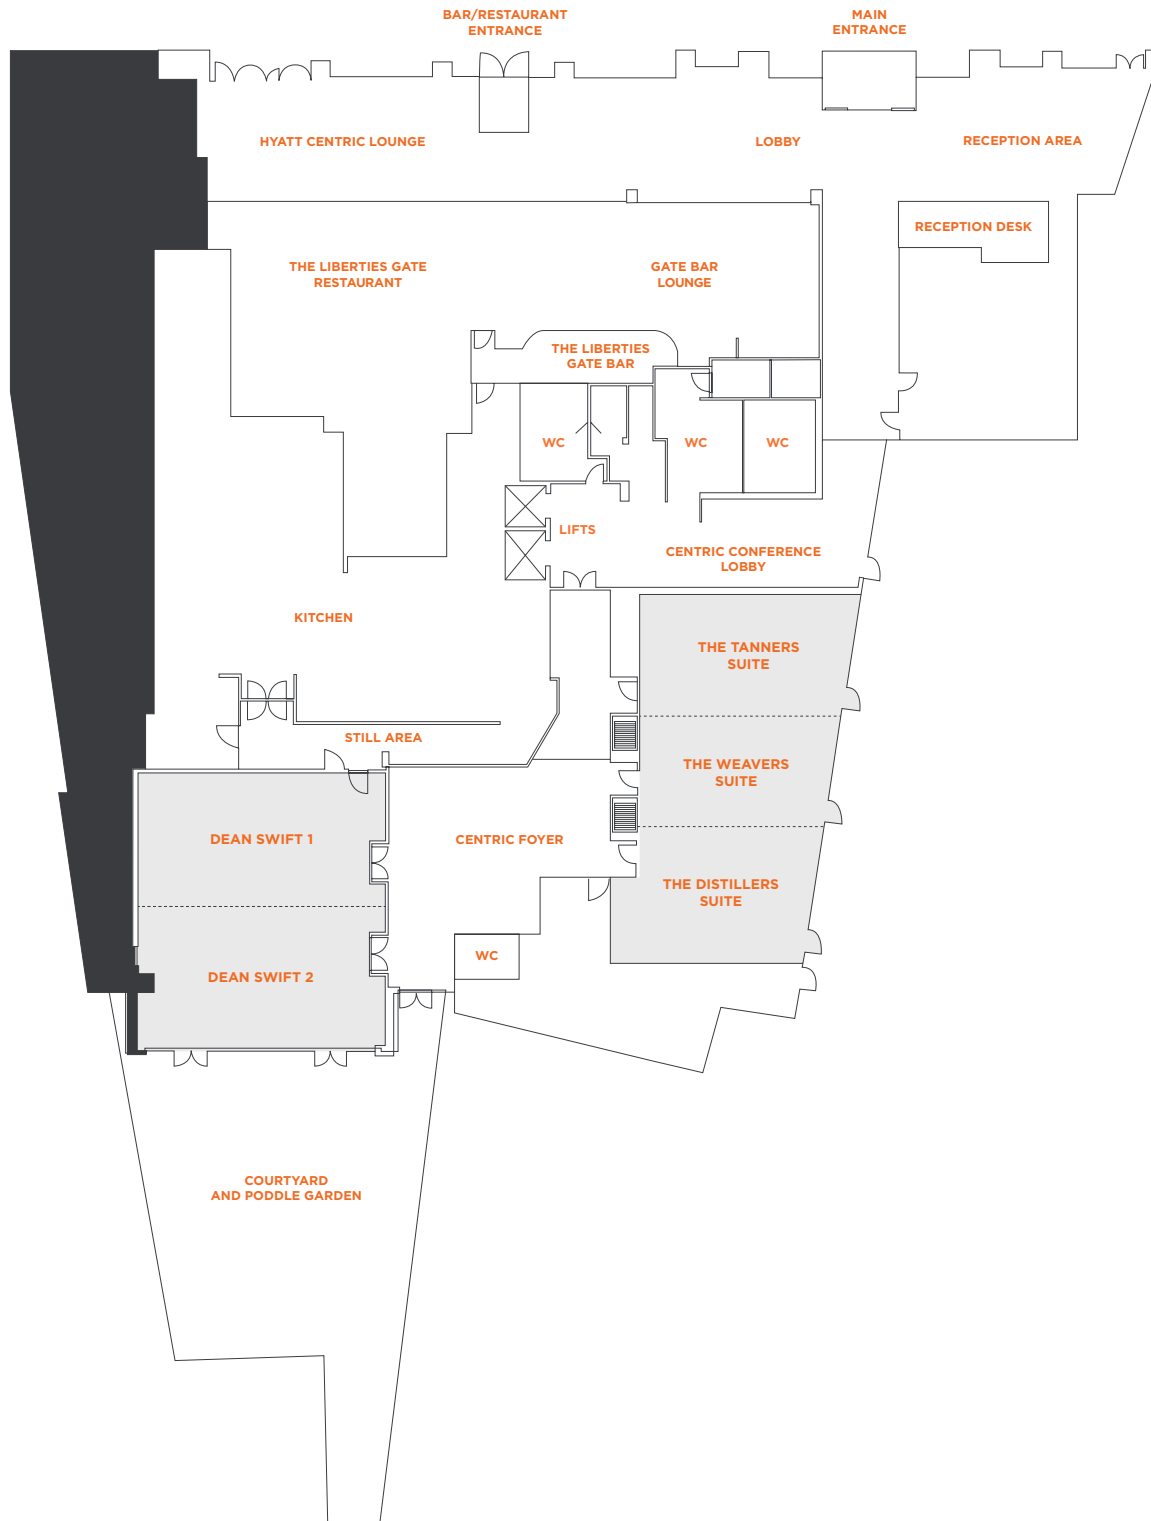 BAR/RESTAURANT
ENTRANCE
MAIN
ENTRANCE
HYATT CENTRIC LOUNGE
LOBBY
RECEPTION AREA
RECEPTION DESK
THE LIBERTIES GATE
RESTAURANT
GATE BAR
LOUNGE
THE LIBERTIES
GATE BAR
WC
WC
WC
LIFTS
CENTRIC CONFERENCE
LOBBY
KITCHEN
THE TANNERS
SUITE
STILL AREA
THE WEAVERS
SUITE
DEAN SWIFT 1
CENTRIC FOYER
THE DISTILLERS
SUITE
WC
DEAN SWIFT 2
COURTYARD
AND PODDLE GARDEN